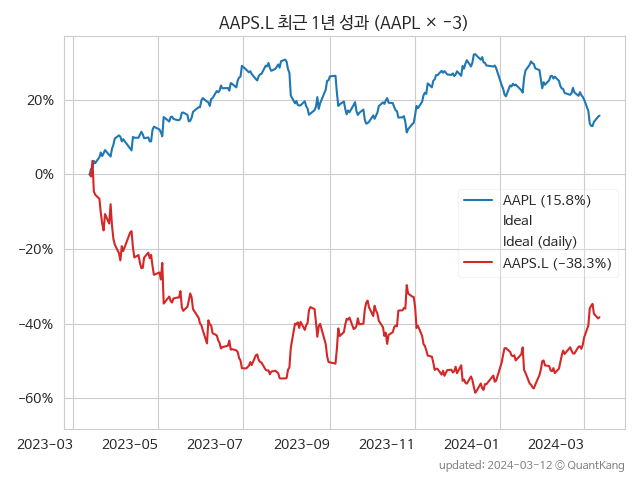 AAPS.L 최근 1년 성과 (AAPL × -3)
20%
0%
-20%
-40%
-60%
AAPL (15.8%)
Ideal
Ideal (daily)
AAPS.L (-38.3%)
2023-03 2023-05 2023-07 2023-09 2023-11 2024-01 2024-03
updated: 2024-03-12 © QuantKang